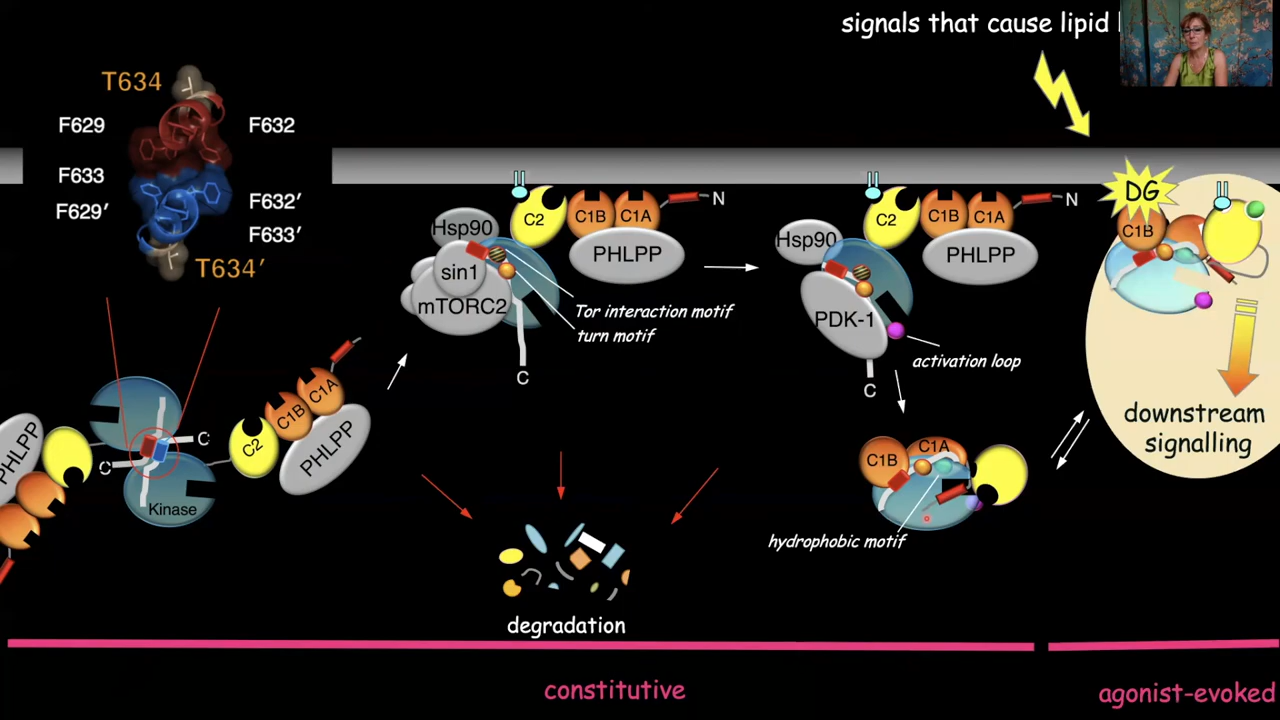 signals that cause lipid
T634
F629
F632
F633
F629′
F632′
F633′
T634′
C2
C1B
C1A
N
Hsp90
PHLPP
sin1
mTORC2
Tor interaction motif
turn motif
C
C2
C1B
C1A
N
Hsp90
PHLPP
PDK-1
activation loop
C
DG
C1B
downstream
signalling
PHLPP
C
C
Kinase
C2
C1B
C1A
PHLPP
C1B
C1A
hydrophobic motif
degradation
constitutive
agonist-evoked